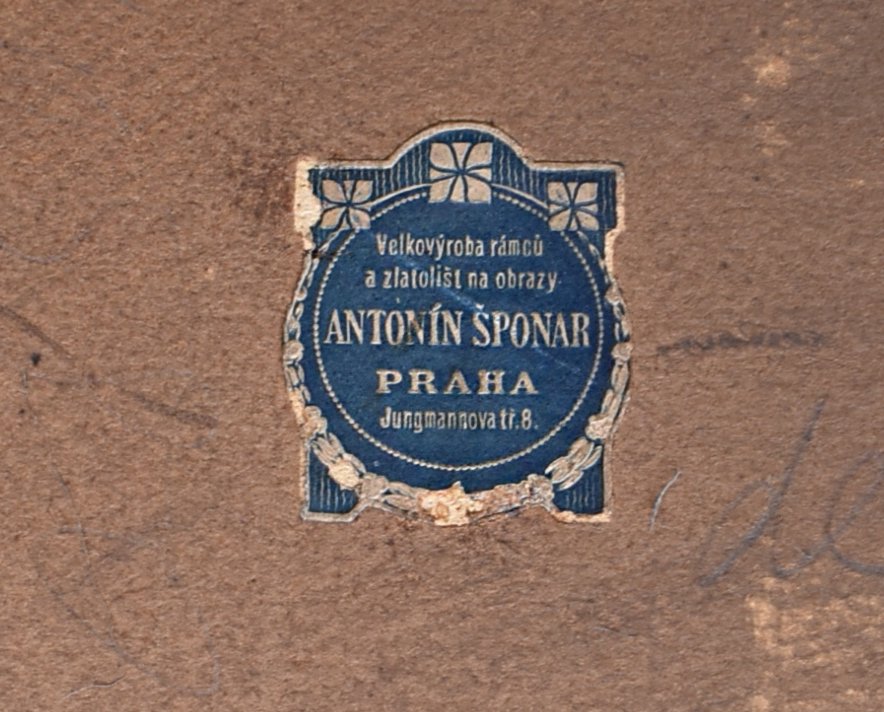 Velkovýroba rámců
a zlatolišt na obrazy
ANTONÍN ŠPONAR
PRAHA
Jungmannova tř. 8.